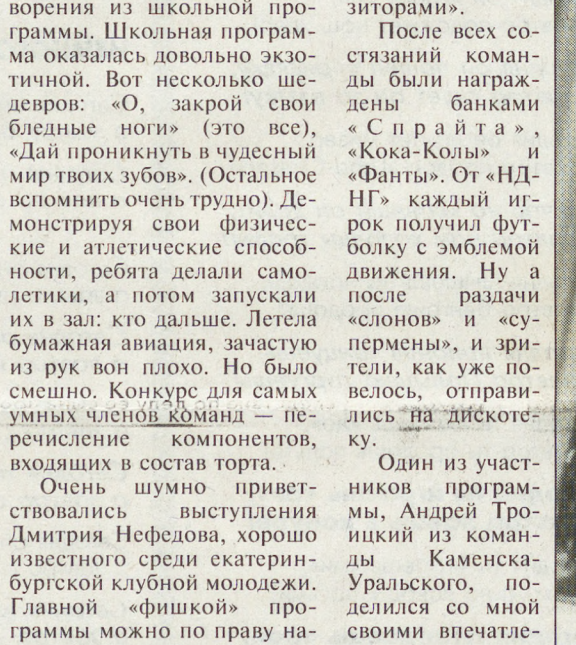 ворения из школьной про-
граммы. Школьная програм-
ма оказалась довольно экзо-
тичной. Вот несколько ше-
девров: «О, закрой свои
бледные ноги» (это все),
«Дай проникнуть в чудесный
мир твоих зубов». (Остальное
вспомнить очень трудно). Де-
монстрируя свои физичес-
кие и атлетические способ-
ности, ребята делали само-
летики, а потом запускали
их в зал: кто дальше. Летела
бумажная авиация, зачастую
из рук вон плохо. Но было
смешно. Конкурс для самых
умных членов команд — пе-
речисление компонентов,
входящих в состав торта.
Очень шумно привет-
ствовались выступления
Дмитрия Нефедова, хорошо
известного среди екатерин-
бургской клубной молодежи.
Главной «фишкой» про-
граммы можно по праву на-
зиторами».
После всех со-
стязаний коман-
ды были награж-
дены банками
« С п р а й т а » ,
«Кока-Колы» и
«Фанты». От «НД-
НГ» каждый иг-
рок получил фут-
болку с эмблемой
движения. Ну а
после раздачи
«слонов» и «су-
пермены», и зри-
тели, как уже по-
велось, отправи-
лись на дискоте-
ку.
Один из участ-
ников програм-
мы, Андрей Тро-
ицкий из коман-
ды Каменска-
Уральского, по-
делился со мной
своими впечатле-